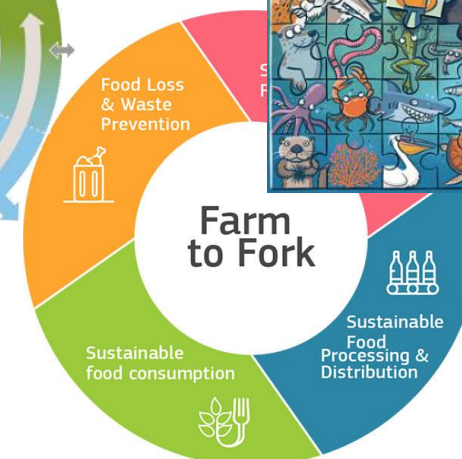 Food Loss
& Waste
Prevention
Farm
to Fork
Sustainable
Food
Processing &
Distribution
Sustainable
food consumption